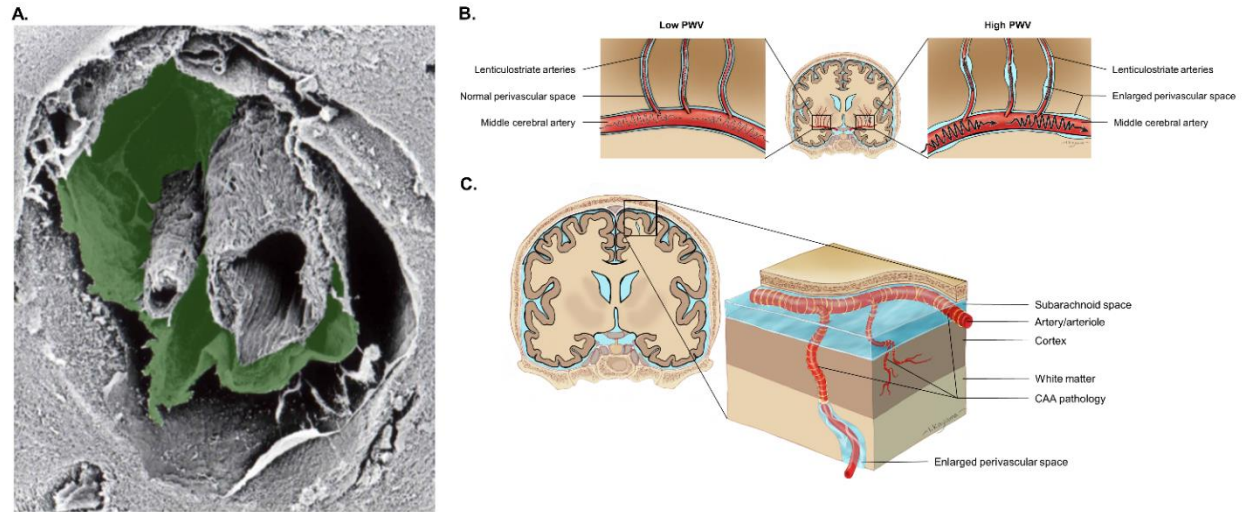 A.
B.
Low PWV
High PWV
Lenticulostriate arteries
Normal perivascular space
Middle cerebral artery
Lenticulostriate arteries
Enlarged perivascular space
Middle cerebral artery
C.
Subarachnoid space
Artery/arteriole
Cortex
White matter
CAA pathology
Enlarged perivascular space